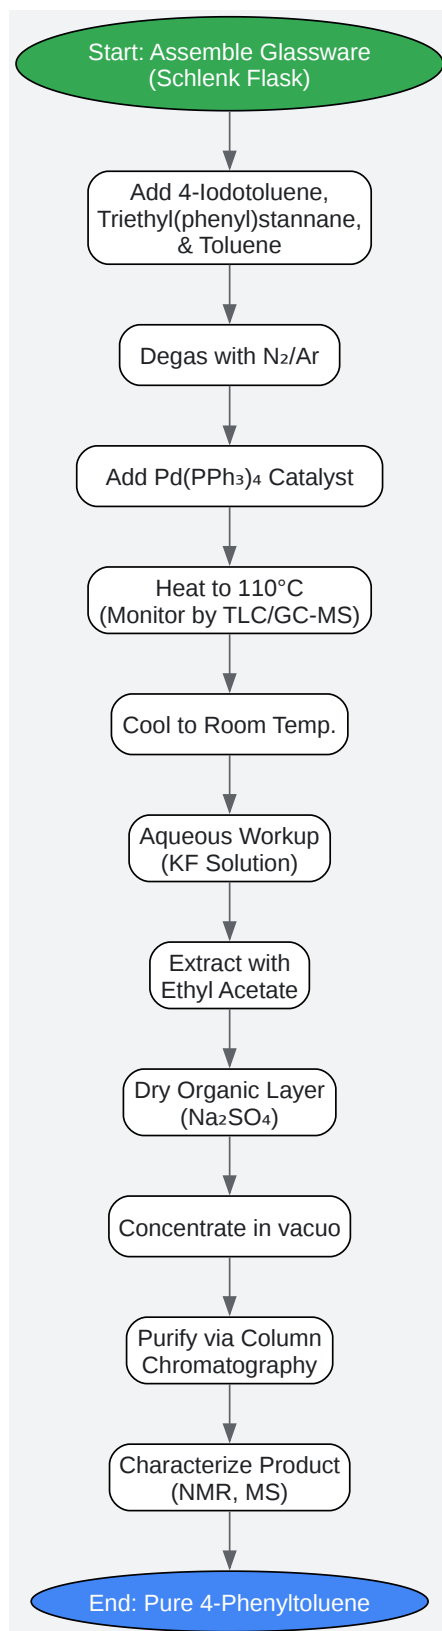 Start: Assemble Glassware
(Schlenk Flask)
Add 4-Iodotoluene,
Triethyl(phenyl)stannane,
& Toluene
Degas with N₂/Ar
Add Pd(PPh₃)₄ Catalyst
Heat to 110°C
(Monitor by TLC/GC-MS)
Cool to Room Temp.
Aqueous Workup
(KF Solution)
Extract with
Ethyl Acetate
Dry Organic Layer
(Na₂SO₄)
Concentrate in vacuo
Purify via Column
Chromatography
Characterize Product
(NMR, MS)
End: Pure 4-Phenyltoluene